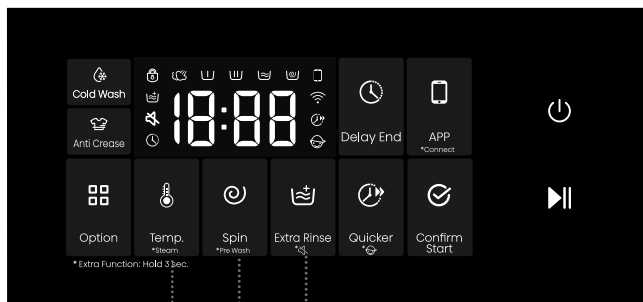 Cold Wash
18:88
Delay End
APP
*Connect
Anti Crease
Option
Temp.
*Steam
Spin
*Pre Wash
Extra Rinse
Quicker
Confirm
Start
* Extra Function: Hold 3 Sec.